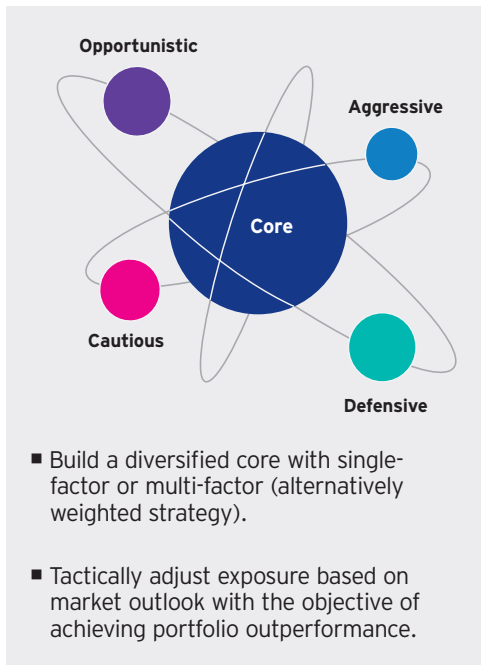 Opportunistic
Aggressive
Core
Cautious
Defensive
▪ Build a diversified core with single-
factor or multi-factor (alternatively
weighted strategy).
▪ Tactically adjust exposure based on
market outlook with the objective of
achieving portfolio outperformance.